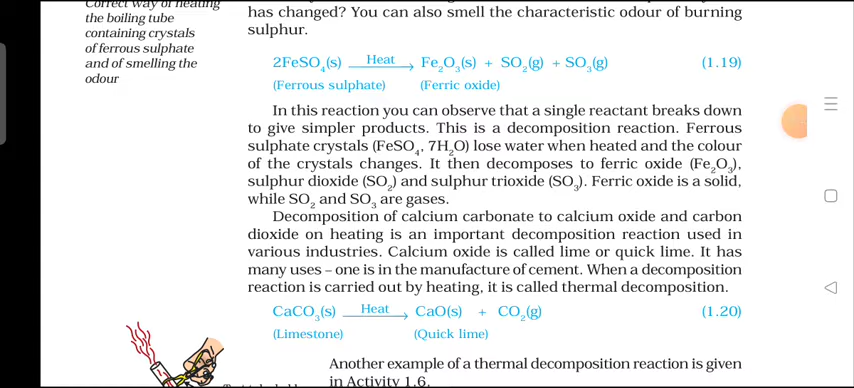 Correct way of heating
the boiling tube
containing crystals
of ferrous sulphate
and of smelling the
odour
has changed? You can also smell the characteristic odour of burning
sulphur.
2FeSO₄(s) —Heat→ Fe₂O₃(s) + SO₂(g) + SO₃(g) (1.19)
(Ferrous sulphate) (Ferric oxide)
In this reaction you can observe that a single reactant breaks down
to give simpler products. This is a decomposition reaction. Ferrous
sulphate crystals (FeSO₄, 7H₂O) lose water when heated and the colour
of the crystals changes. It then decomposes to ferric oxide (Fe₂O₃),
sulphur dioxide (SO₂) and sulphur trioxide (SO₃). Ferric oxide is a solid,
while SO₂ and SO₃ are gases.
Decomposition of calcium carbonate to calcium oxide and carbon
dioxide on heating is an important decomposition reaction used in
various industries. Calcium oxide is called lime or quick lime. It has
many uses – one is in the manufacture of cement. When a decomposition
reaction is carried out by heating, it is called thermal decomposition.
CaCO₃(s) —Heat→ CaO(s) + CO₂(g) (1.20)
(Limestone) (Quick lime)
Another example of a thermal decomposition reaction is given
in Activity 1.6.